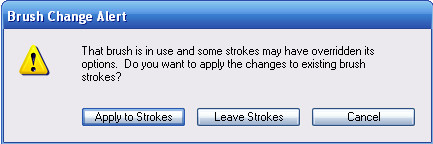 Brush Change Alert
That brush is in use and some strokes may have overridden its
options.  Do you want to apply the changes to existing brush
strokes?
Apply to Strokes
Leave Strokes
Cancel